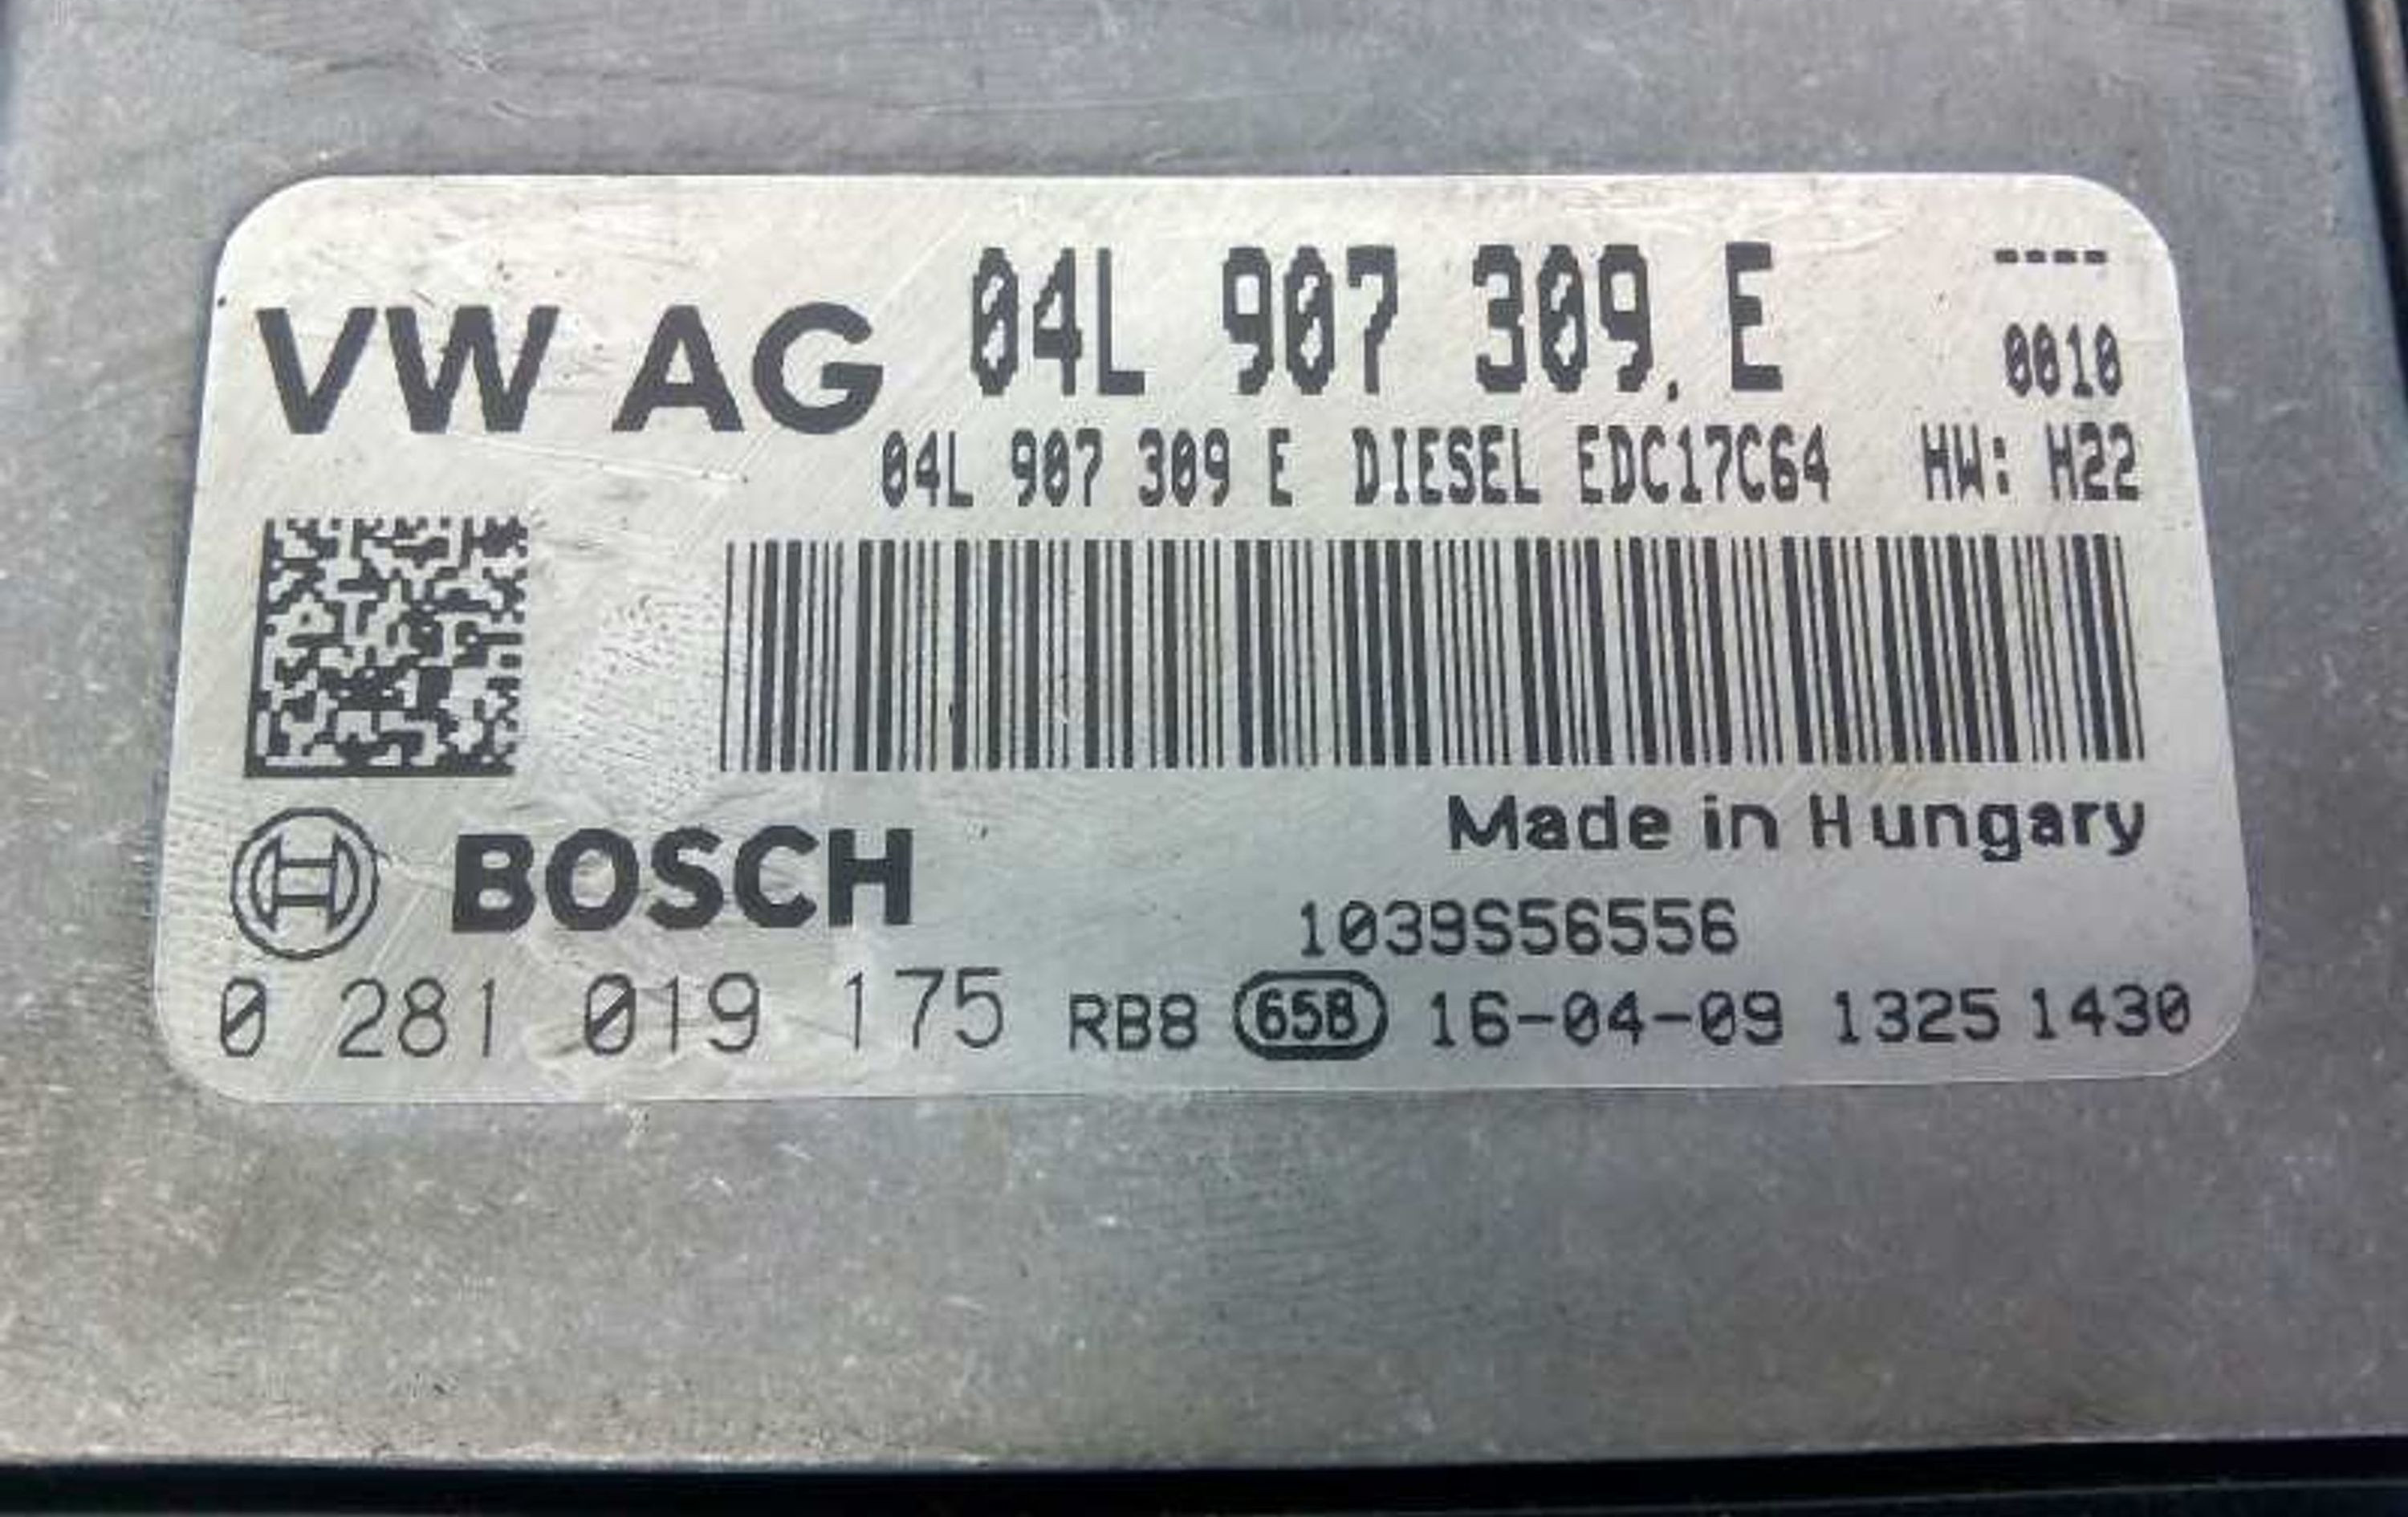 VW AG 04L 907 309. E ----
0010
04L 907 309 E DIESEL EDC17C64 HW: H22
Made in Hungary
BOSCH
1039S56556
0 281 019 175 RB8 65B 16-04-09 1325 1430